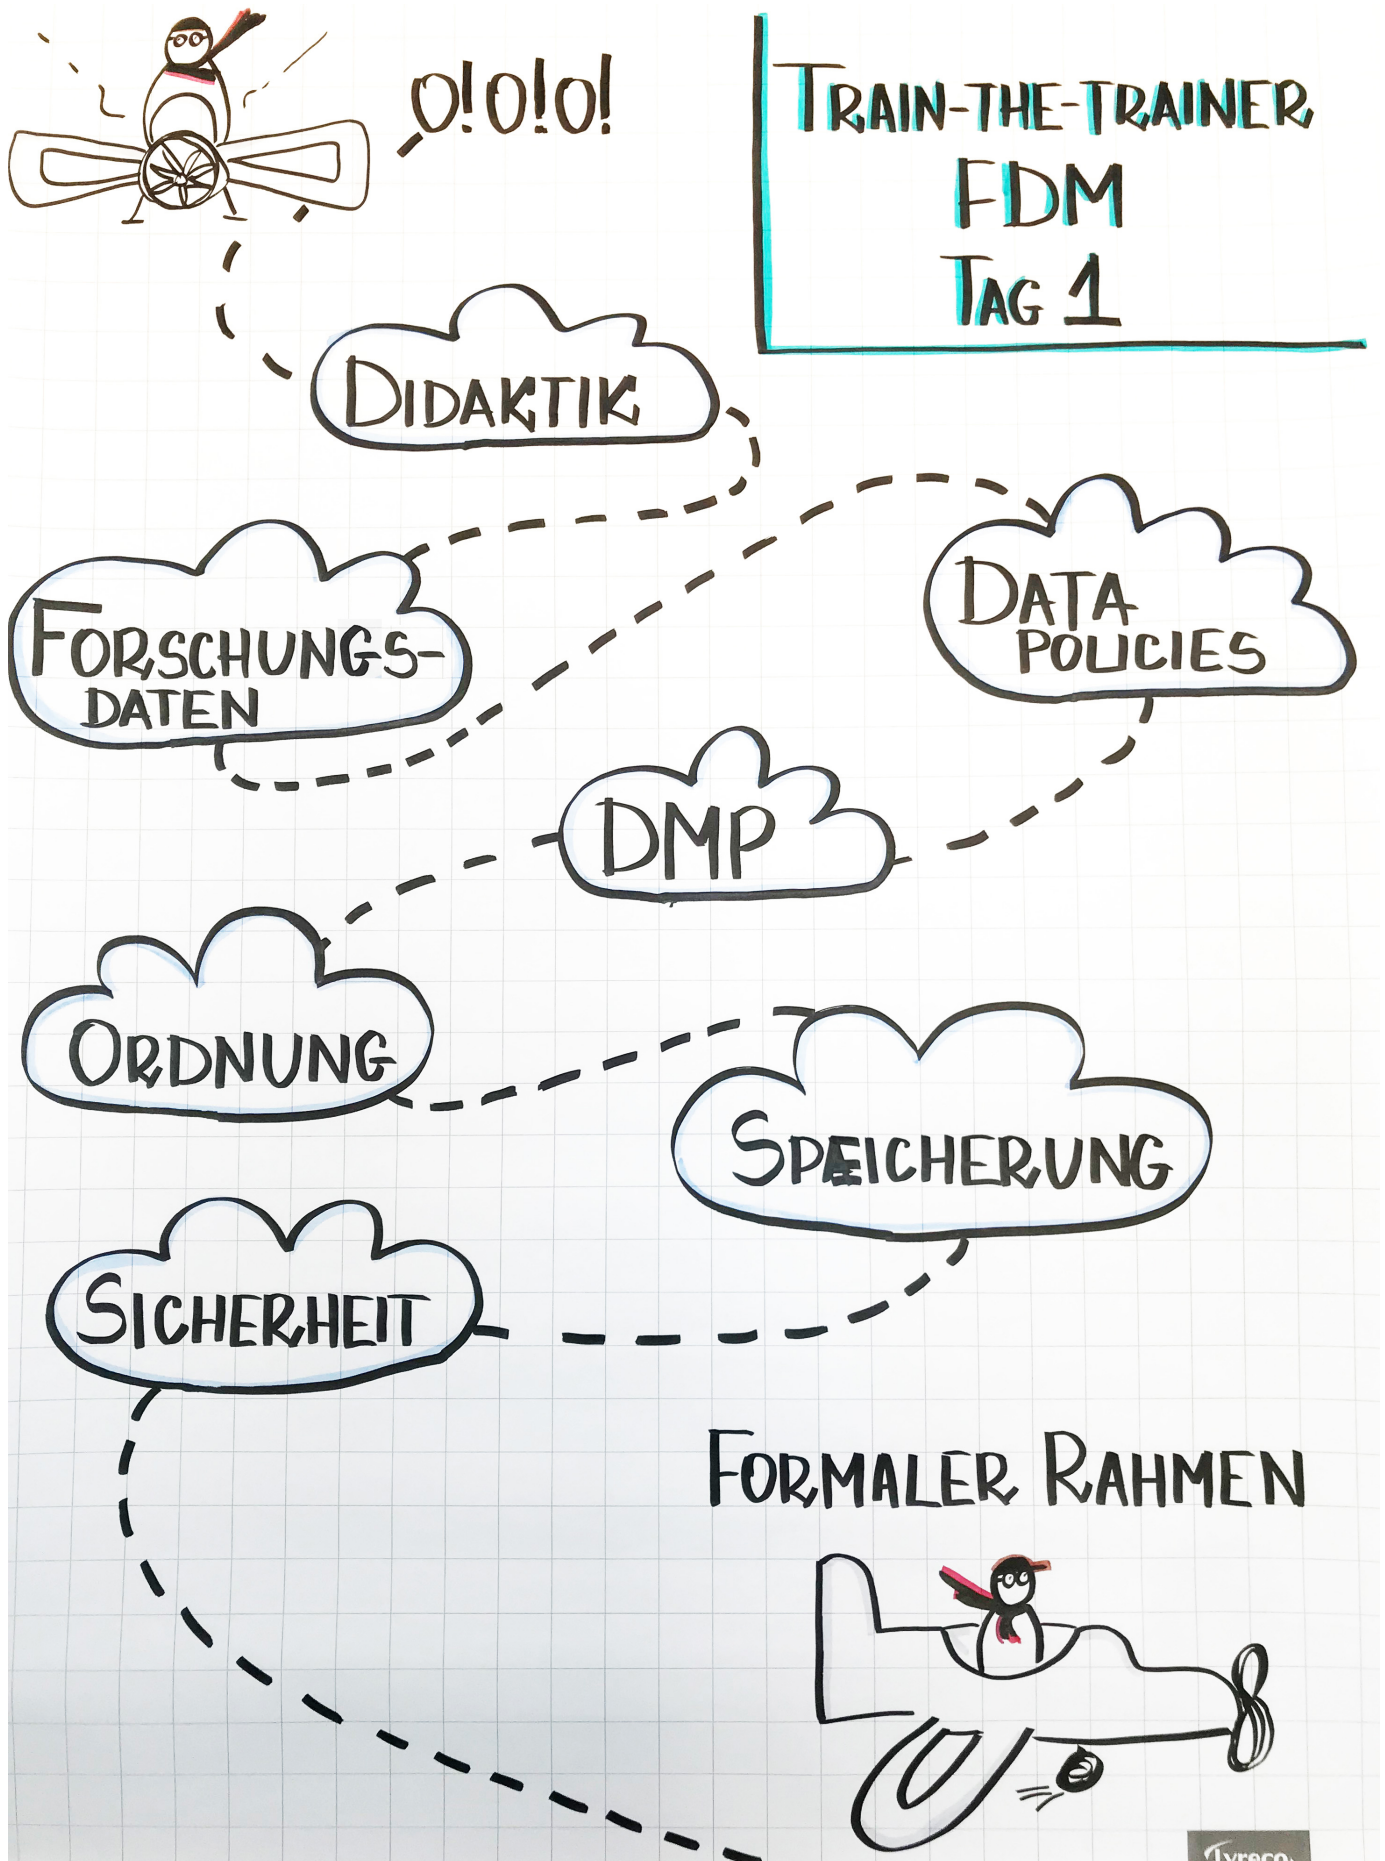 O!O!O!
TRAIN-THE-TRAINER
FDM
TAG 1
DIDAKTIK
FORSCHUNGS-
DATEN
DATA
POLICIES
DMP
ORDNUNG
SPEICHERUNG
SICHERHEIT
FORMALER RAHMEN